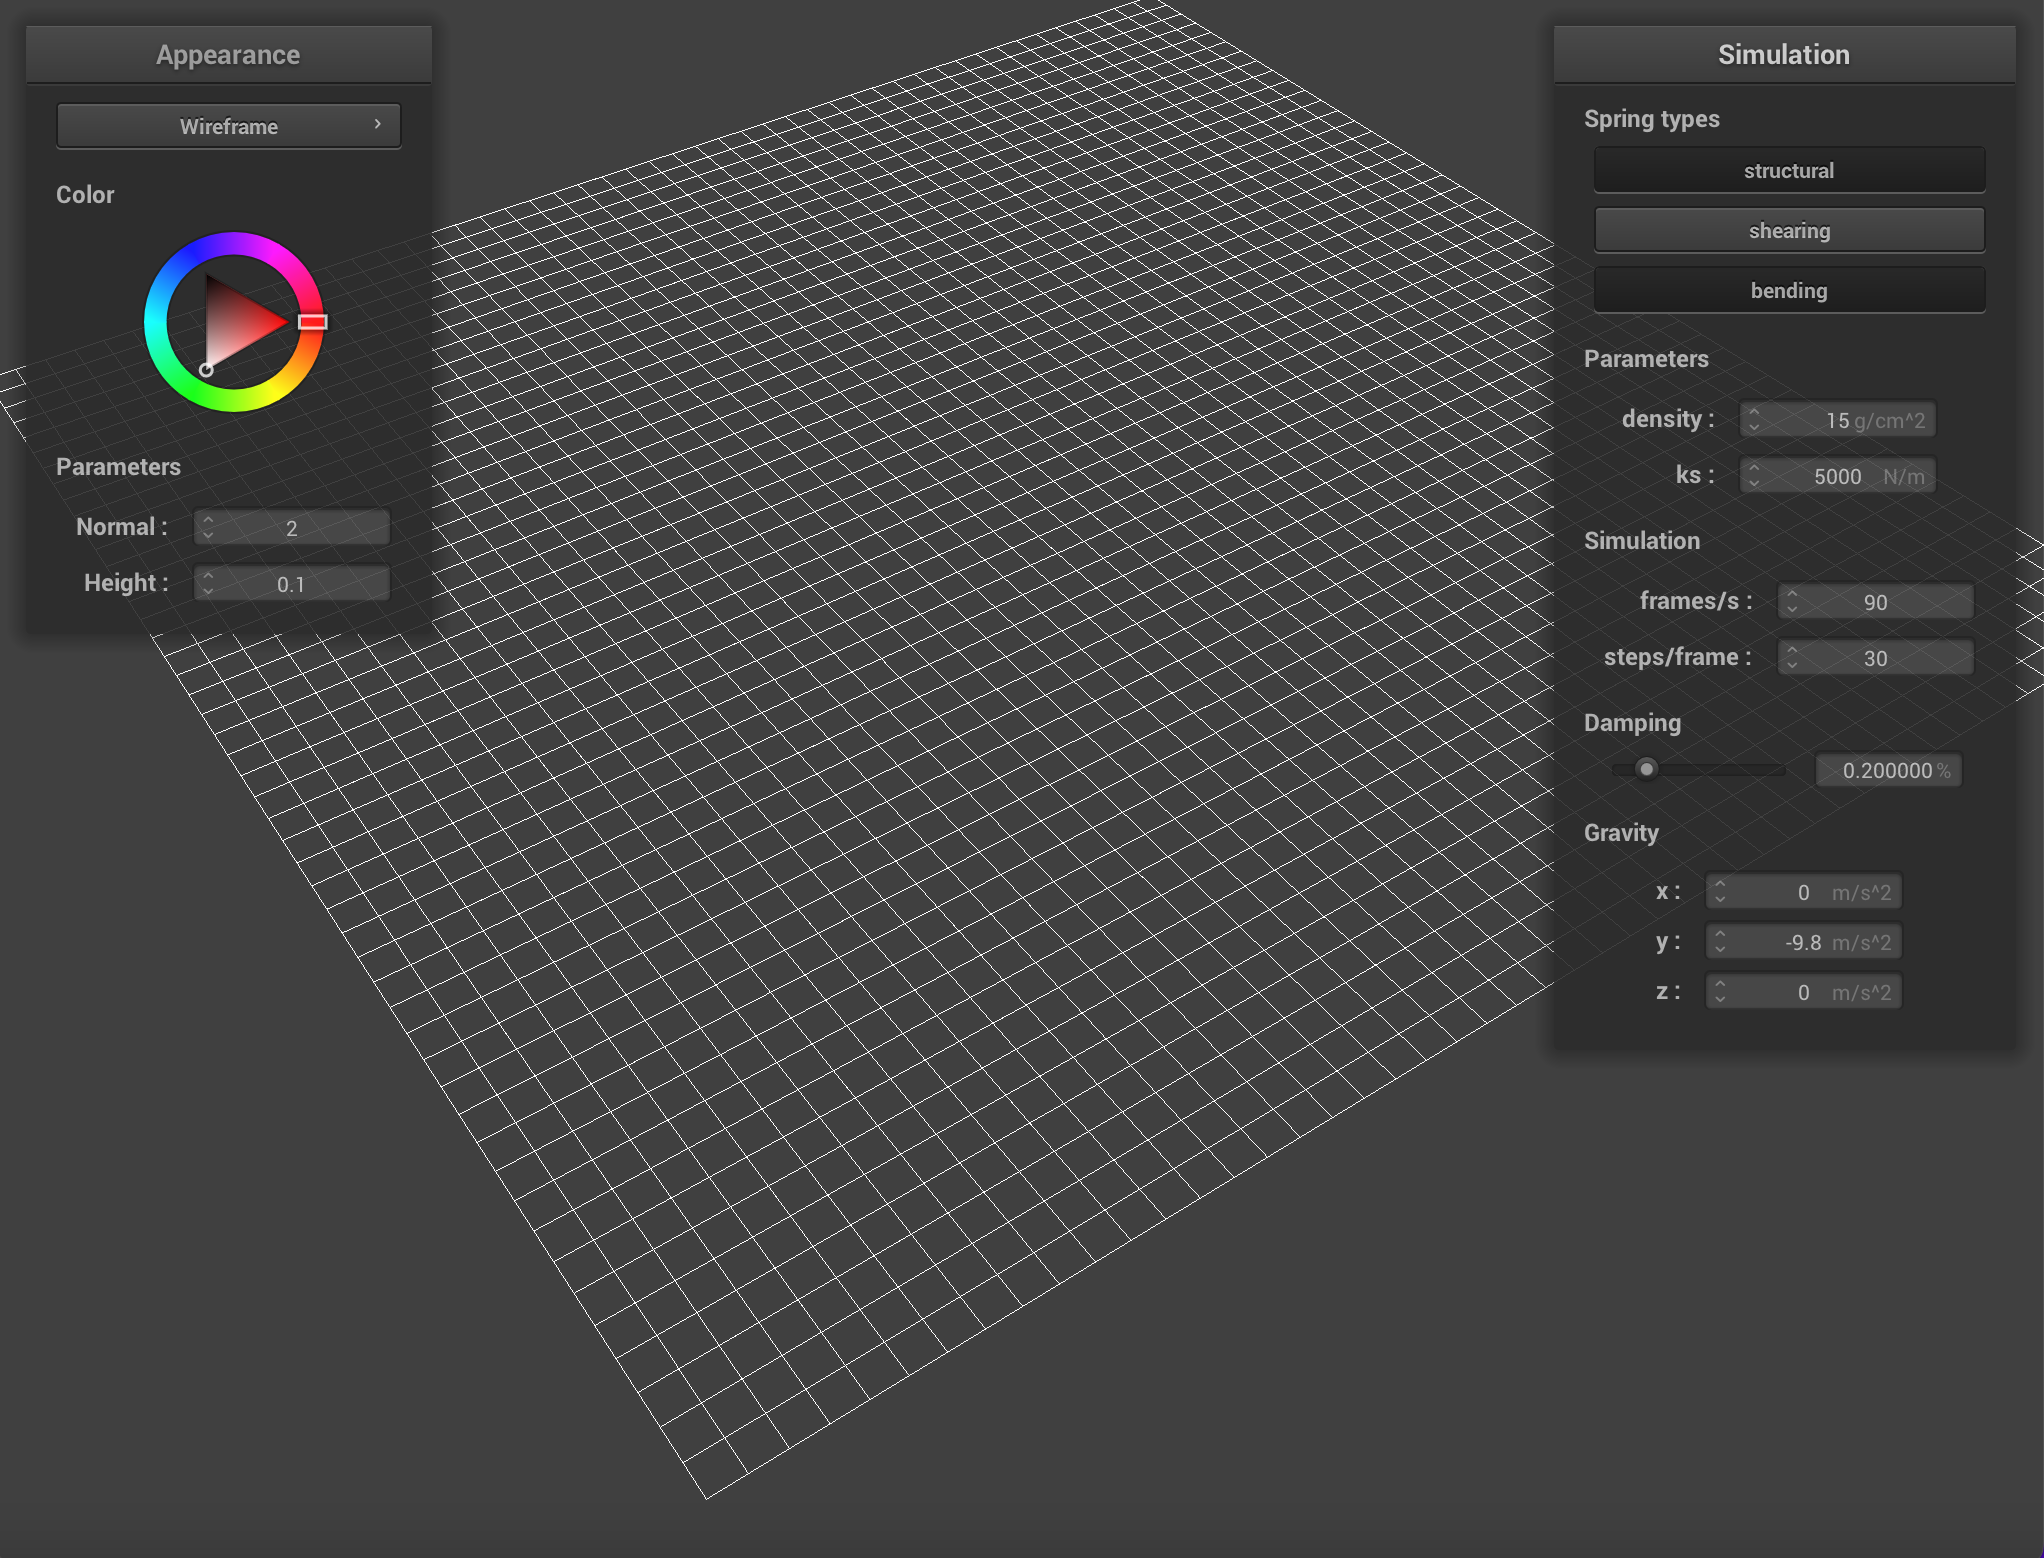 Appearance
Wireframe
Color
Parameters
Normal : 2
Height : 0.1
Simulation
Spring types
structural
shearing
bending
Parameters
density : 15 g/cm^2
ks : 5000 N/m
Simulation
frames/s : 90
steps/frame : 30
Damping
0.200000 %
Gravity
x : 0 m/s^2
y : -9.8 m/s^2
z : 0 m/s^2